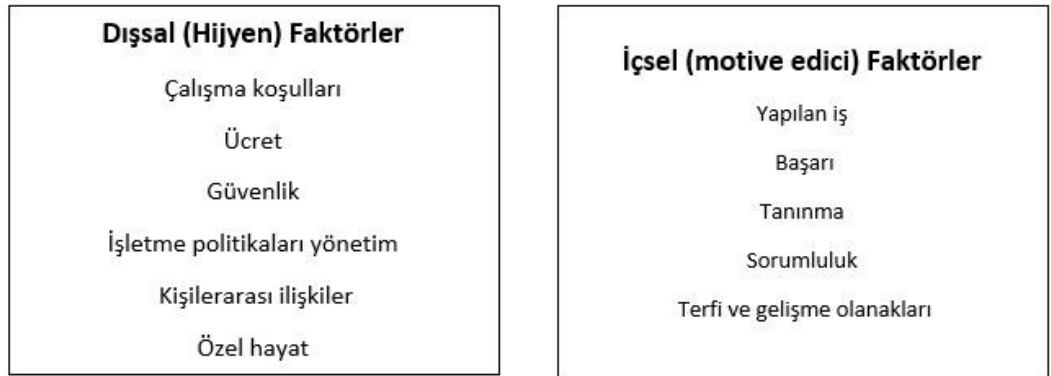 Dışsal (Hijyen) Faktörler
Çalışma koşulları
Ücret
Güvenlik
İşletme politikaları yönetim
Kişilerarası ilişkiler
Özel hayat
İçsel (motive edici) Faktörler
Yapılan iş
Başarı
Tanınma
Sorumluluk
Terfi ve gelişme olanakları